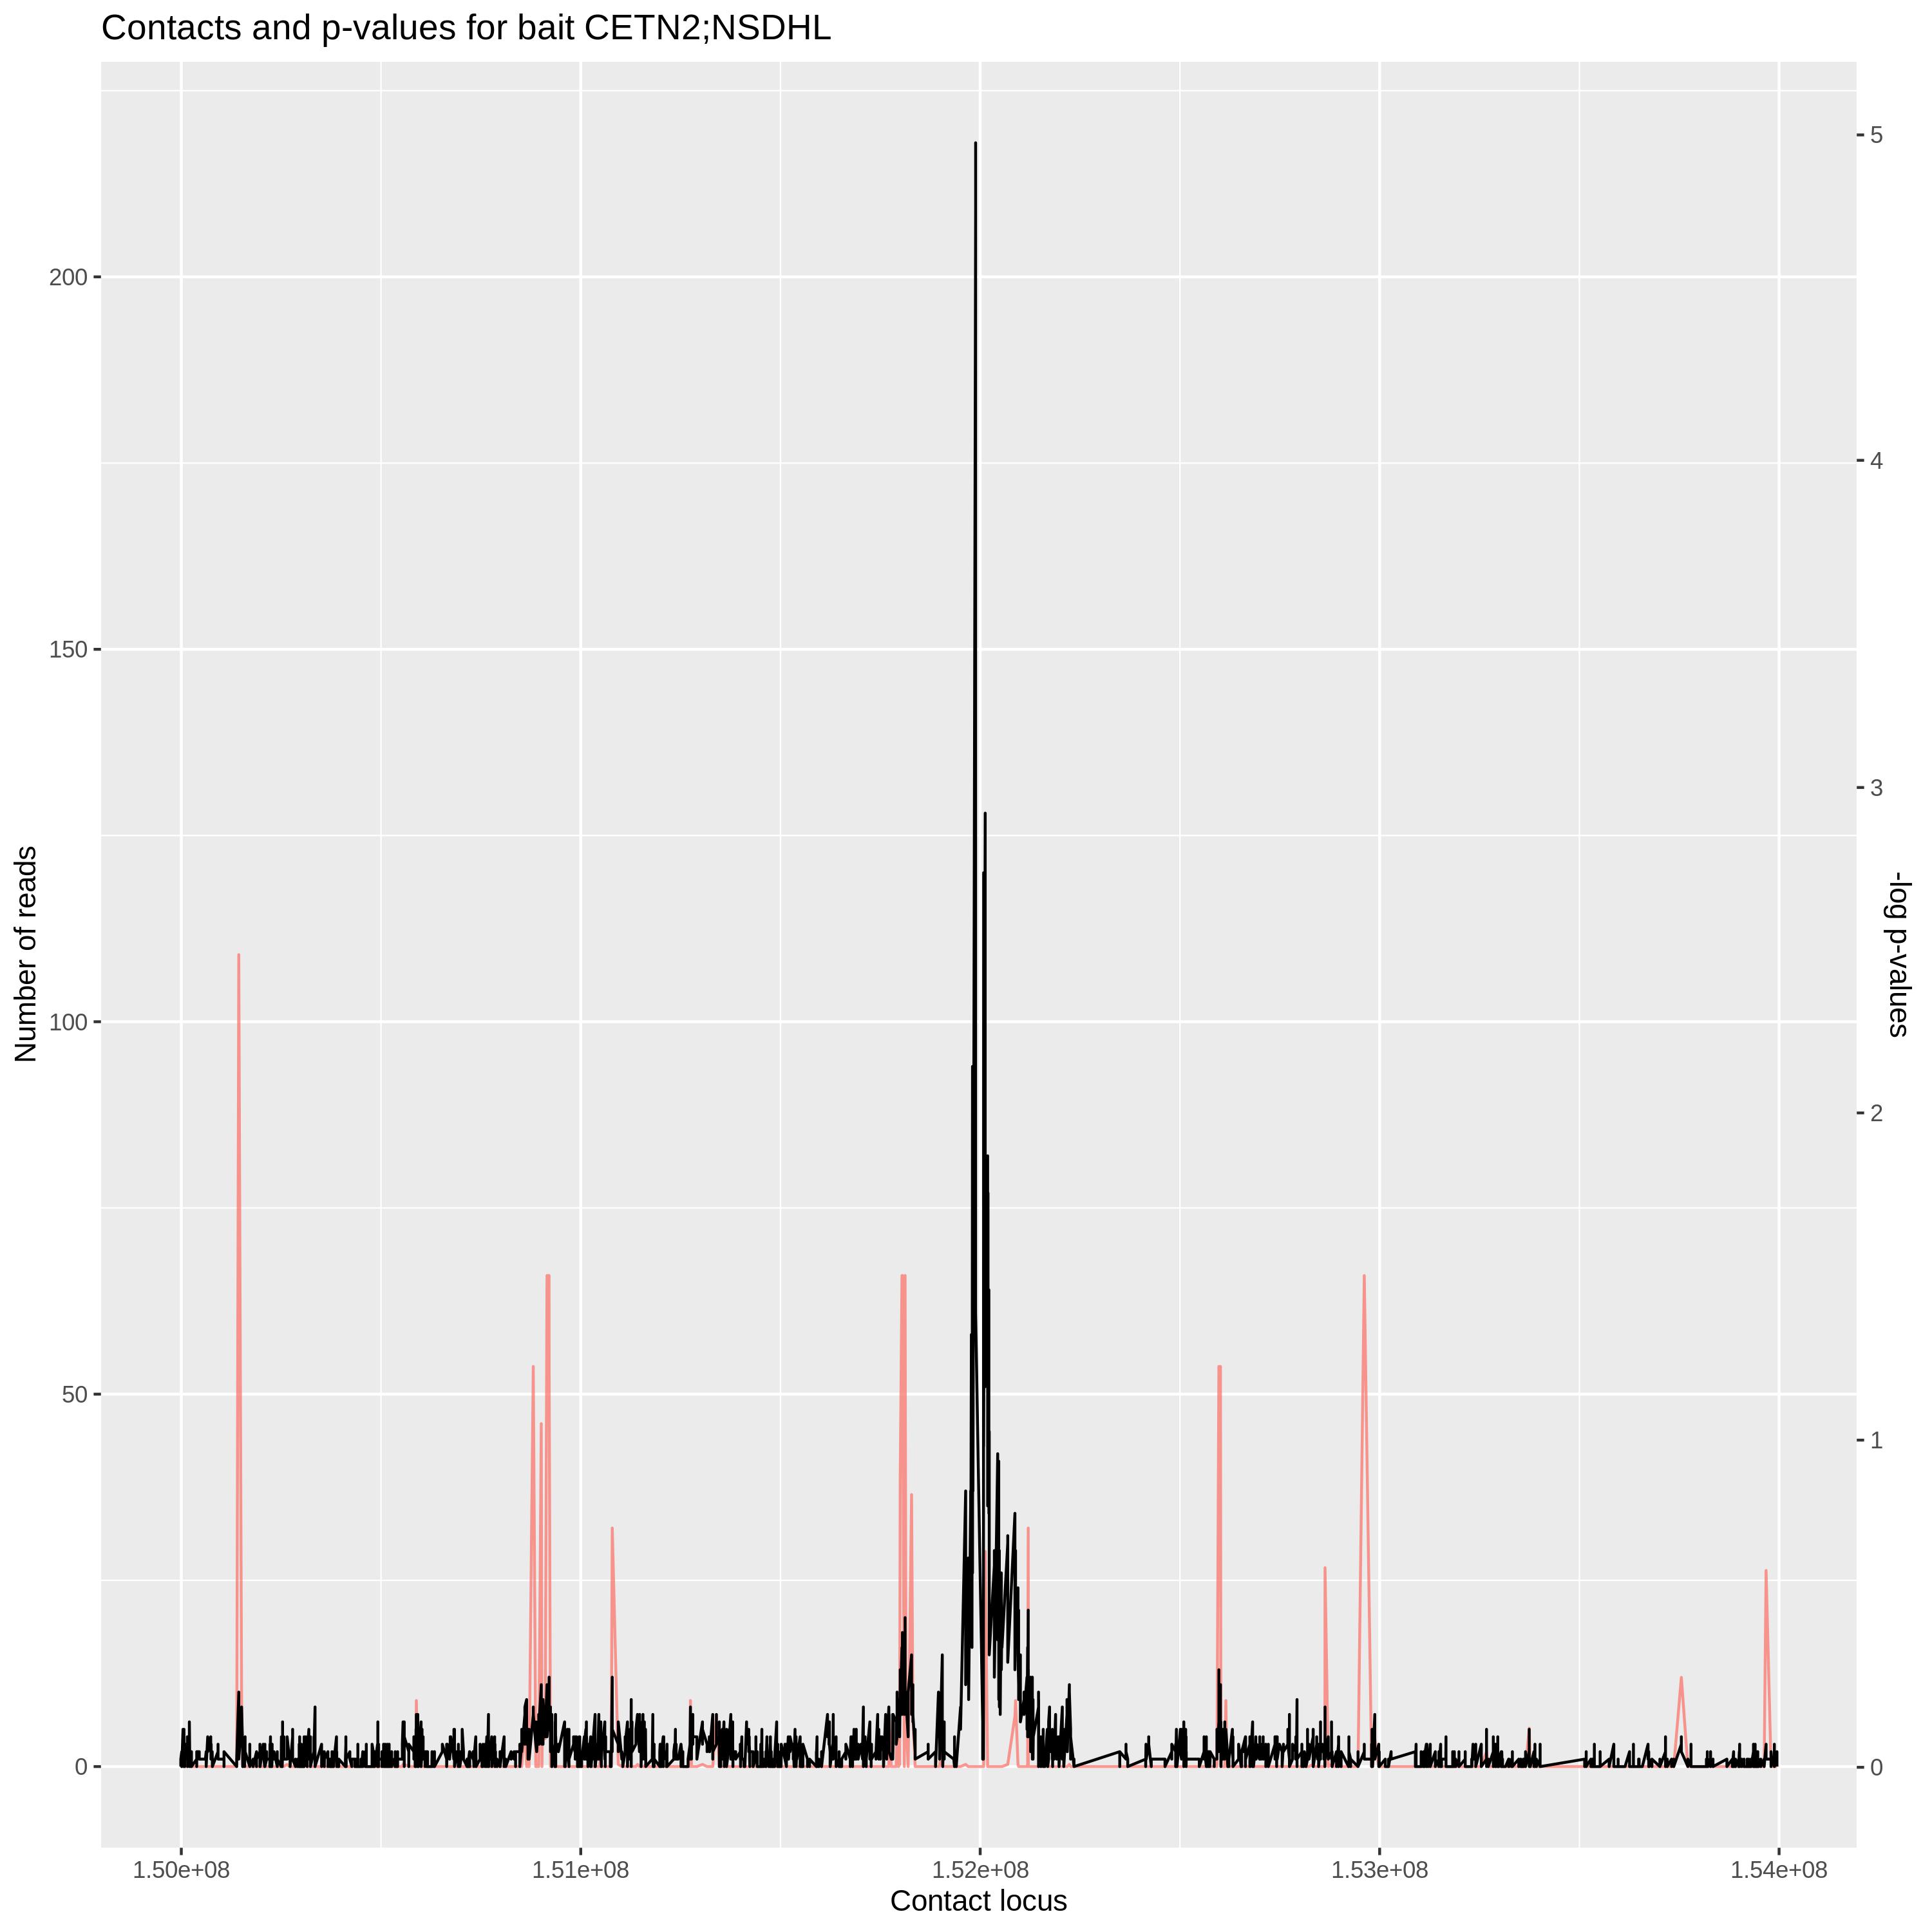 Contacts and p-values for bait CETN2;NSDHL
200
150
100
50
0
Number of reads
5
4
3
2
1
0
-log p-values
1.50e+08
1.51e+08
1.52e+08
1.53e+08
1.54e+08
Contact locus